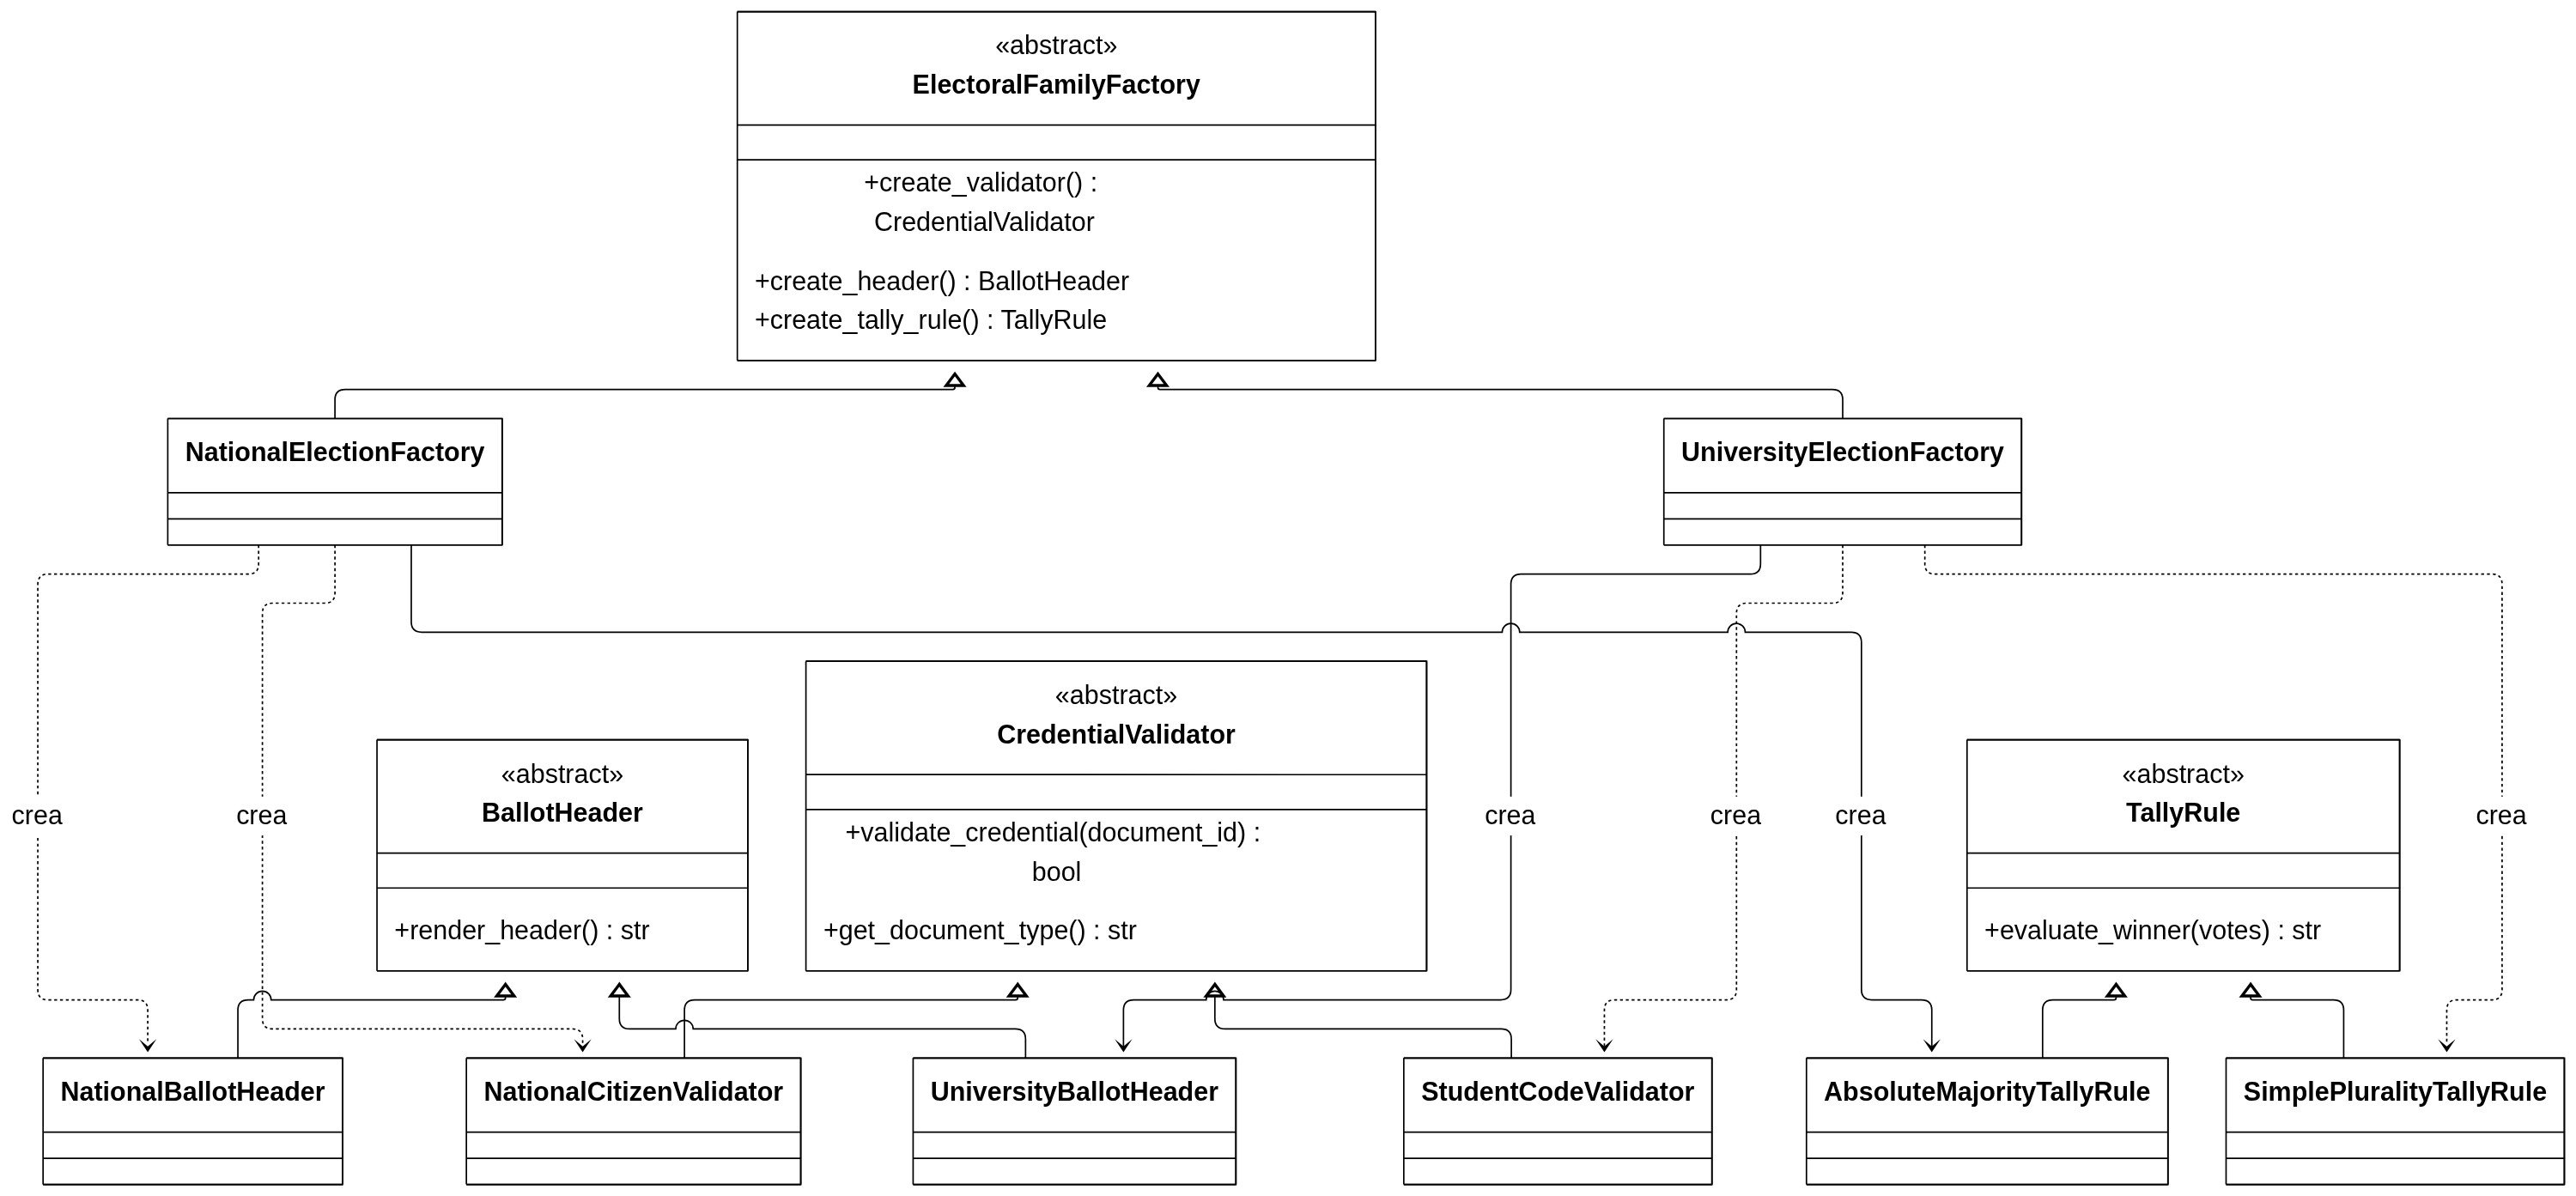 «abstract»
ElectoralFamilyFactory
+create_validator() :
CredentialValidator
+create_header() : BallotHeader
+create_tally_rule() : TallyRule
NationalElectionFactory
UniversityElectionFactory
«abstract»
CredentialValidator
«abstract»
BallotHeader
«abstract»
TallyRule
crea
crea
crea
crea
crea
crea
+validate_credential(document_id) :
bool
+render_header() : str
+get_document_type() : str
+evaluate_winner(votes) : str
NationalBallotHeader
NationalCitizenValidator
UniversityBallotHeader
StudentCodeValidator
AbsoluteMajorityTallyRule
SimplePluralityTallyRule